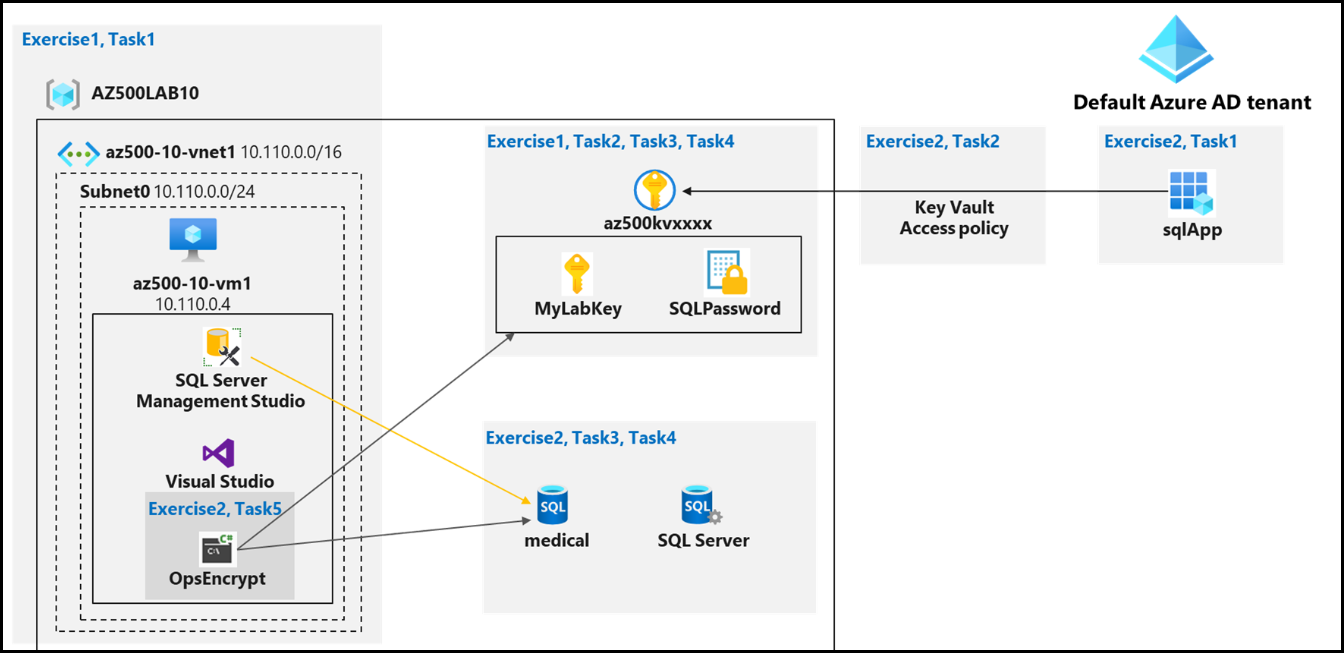 Exercise1, Task1
AZ500LAB10
az500-10-vnet1 10.110.0.0/16
Subnet0 10.110.0.0/24
az500-10-vm1
10.110.0.4
SQL Server
Management Studio
Visual Studio
Exercise2, Task5
C#
C:\
OpsEncrypt
Exercise1, Task2, Task3, Task4
az500kvxxxx
MyLabKey
SQLPassword
Exercise2, Task3, Task4
SQL
medical
SQL
SQL Server
Exercise2, Task2
Key Vault
Access policy
Default Azure AD tenant
Exercise2, Task1
sqlApp